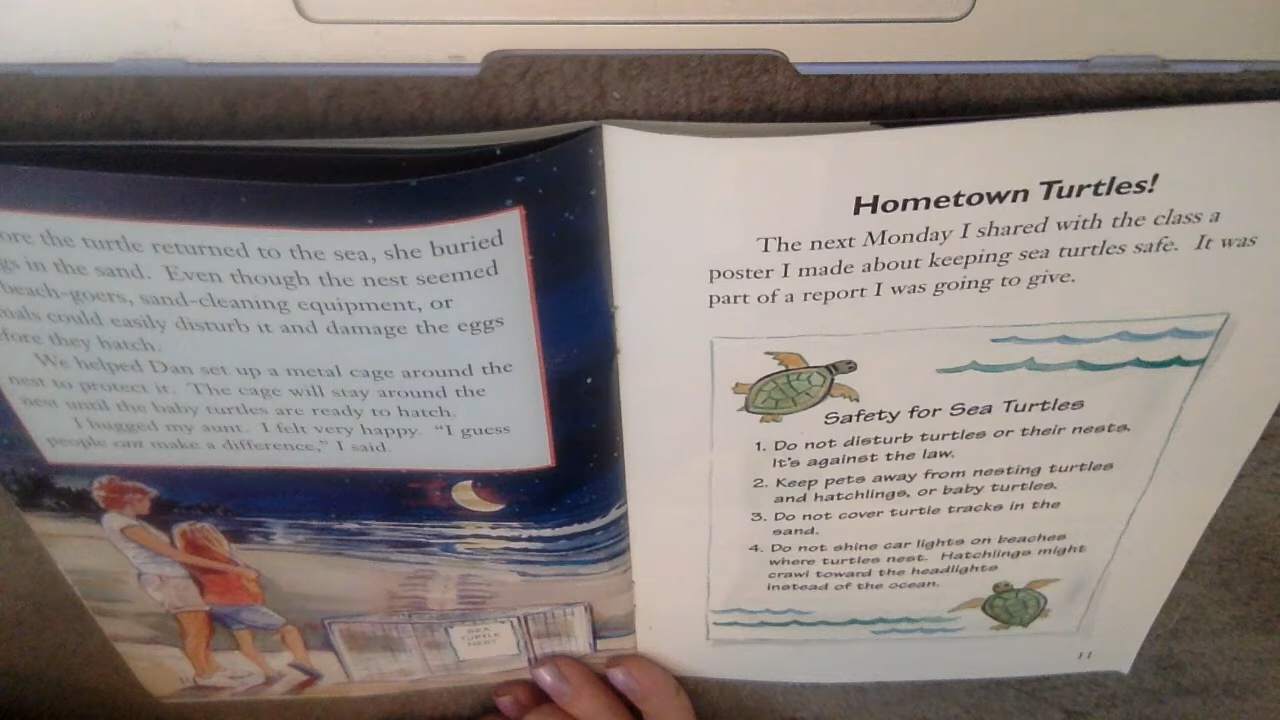 ore the turtle returned to the sea, she buried
gs in the sand. Even though the nest seemed
beach-goers, sand-cleaning equipment, or
mals could easily disturb it and damage the eggs
efore they hatch.
We helped Dan set up a metal cage around the
nest to protect it. The cage will stay around the
nest until the baby turtles are ready to hatch.
I hugged my aunt. I felt very happy. "I guess
people can make a difference," I said.
SEA
TURTLE
NEST
Hometown Turtles!
The next Monday I shared with the class a
poster I made about keeping sea turtles safe. It was
part of a report I was going to give.
Safety for Sea Turtles
1. Do not disturb turtles or their nests.
It's against the law.
2. Keep pets away from nesting turtles
and hatchlings, or baby turtles.
3. Do not cover turtle tracks in the
sand.
4. Do not shine car lights on beaches
where turtles nest. Hatchlings might
crawl toward the headlights
instead of the ocean.
11